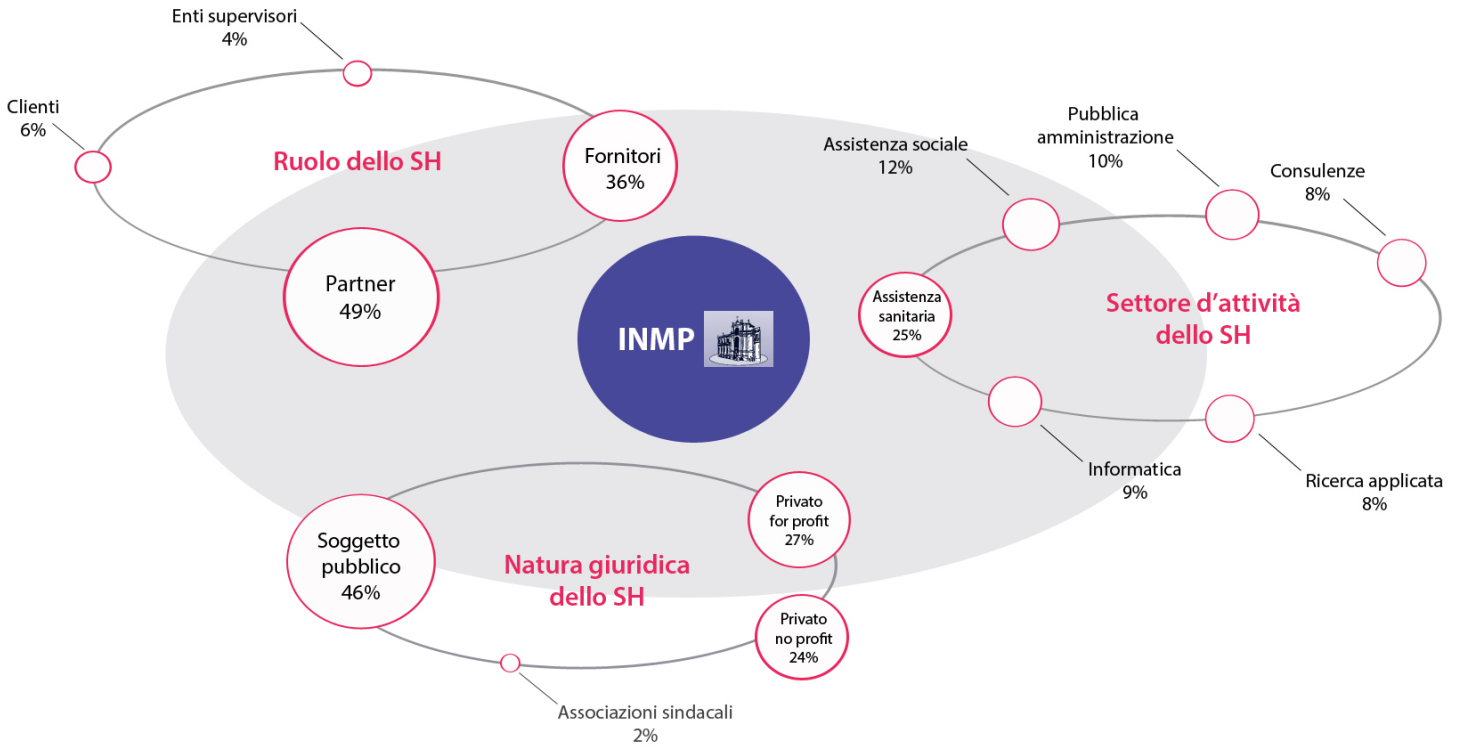 Enti supervisori
4%
Clienti
6%
Ruolo dello SH
Fornitori
36%
Partner
49%
INMP
Assistenza sociale
12%
Pubblica
amministrazione
10%
Consulenze
8%
Assistenza
sanitaria
25%
Settore d’attività
dello SH
Informatica
9%
Ricerca applicata
8%
Soggetto
pubblico
46%
Natura giuridica
dello SH
Privato
for profit
27%
Privato
no profit
24%
Associazioni sindacali
2%